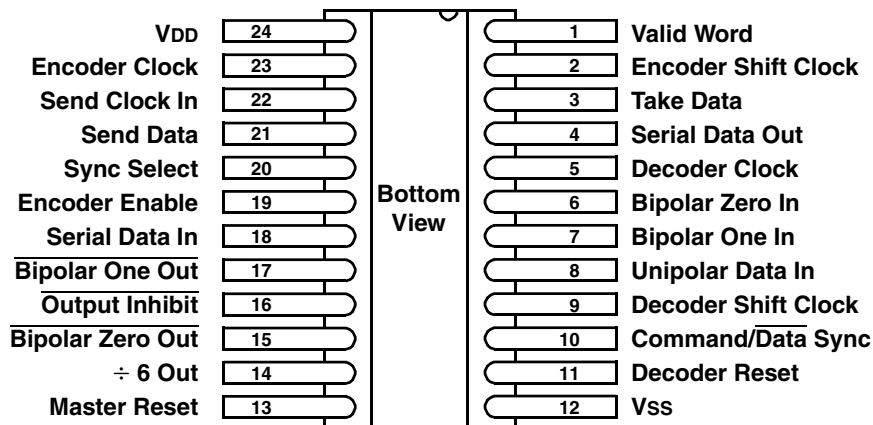 VDD 24 1 Valid Word
Encoder Clock 23 2 Encoder Shift Clock
Send Clock In 22 3 Take Data
Send Data 21 4 Serial Data Out
Sync Select 20 5 Decoder Clock
Encoder Enable 19 Bottom 6 Bipolar Zero In
View
Serial Data In 18 7 Bipolar One In
Bipolar One Out 17 8 Unipolar Data In
Output Inhibit 16 9 Decoder Shift Clock
Bipolar Zero Out 15 10 Command/Data Sync
÷ 6 Out 14 11 Decoder Reset
Master Reset 13 12 VSS